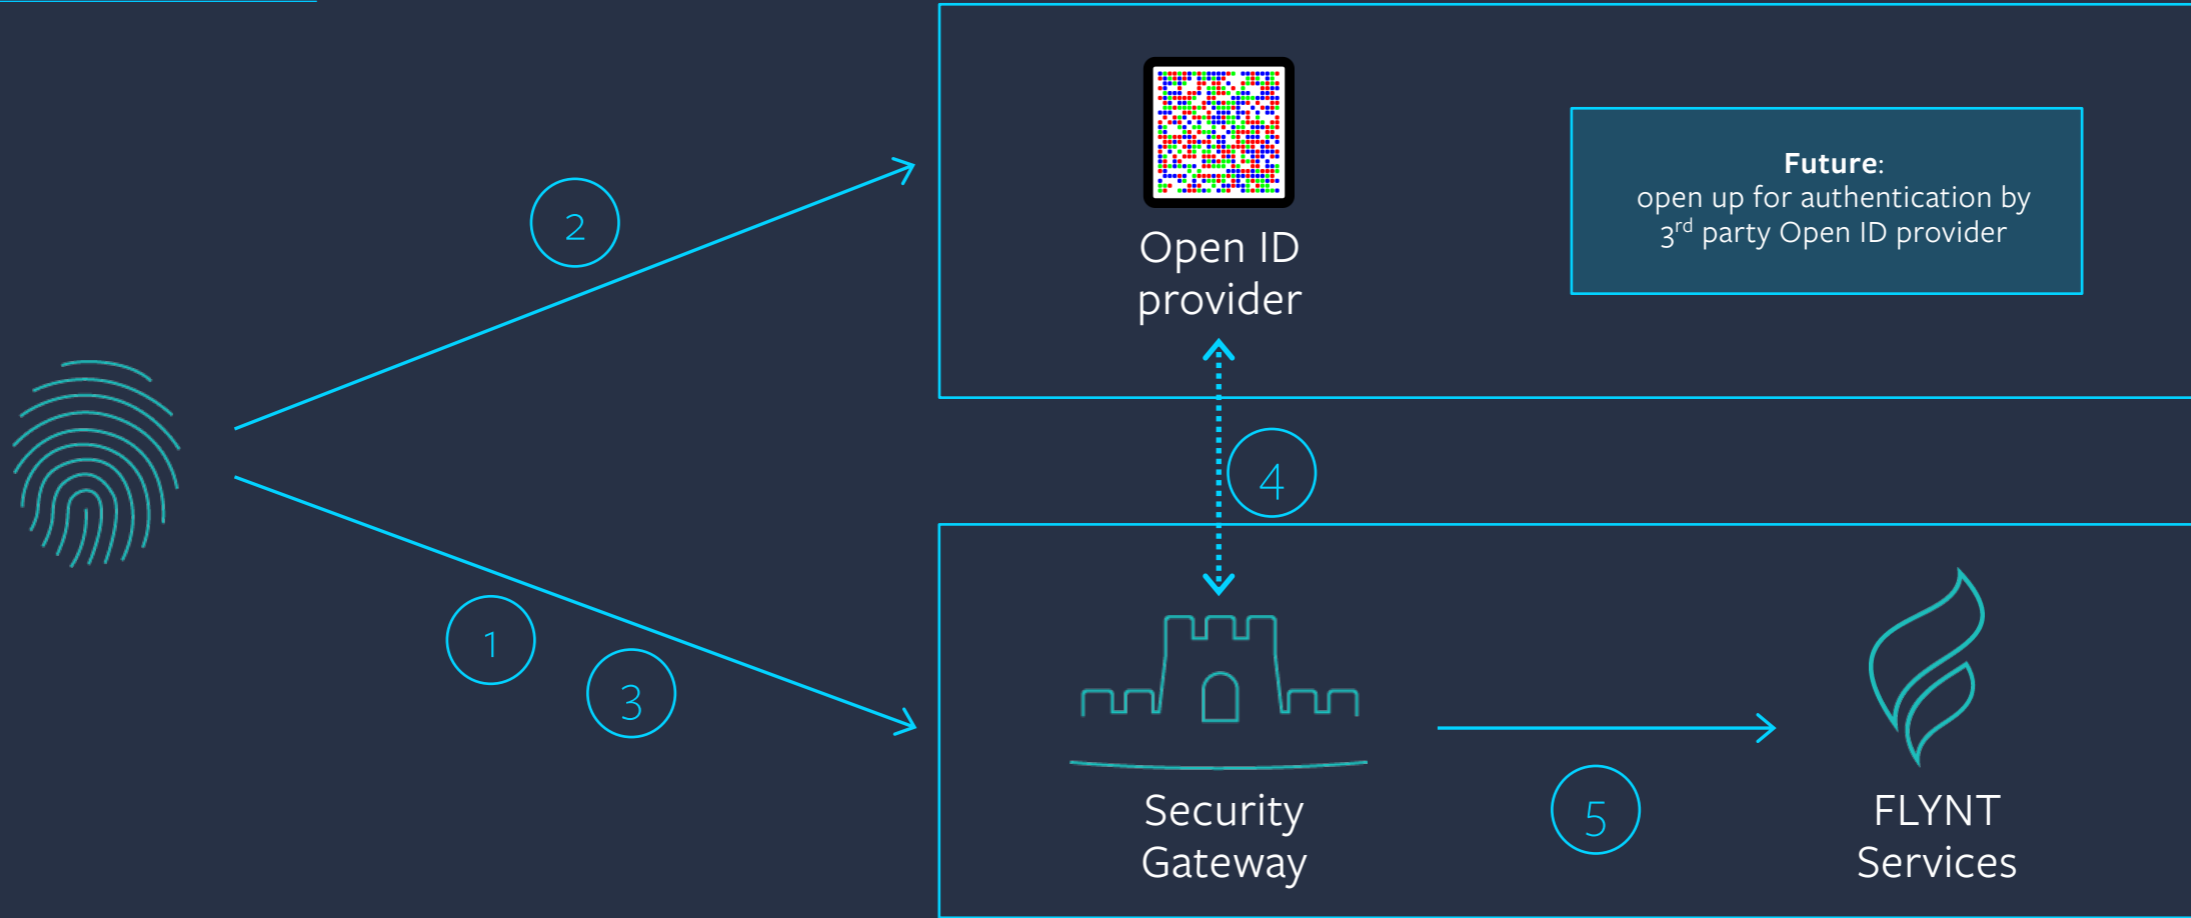 2
Open ID
provider
Future:
open up for authentication by
3rd party Open ID provider
4
1
3
Security
Gateway
5
FLYNT
Services